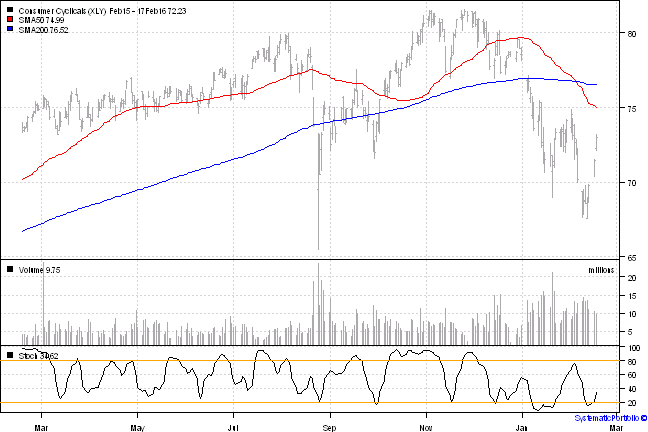 Consumer Cyclicals (XLY) Feb15 - 17Feb16 72.23
SMA50 74.99
SMA200 76.52
80
75
70
65
Volume 9.75
millions
20
15
10
5
Stoch 34.62
100
80
60
40
20
Mar May Jul Sep Nov Jan Mar
SystematicPortfolio ©